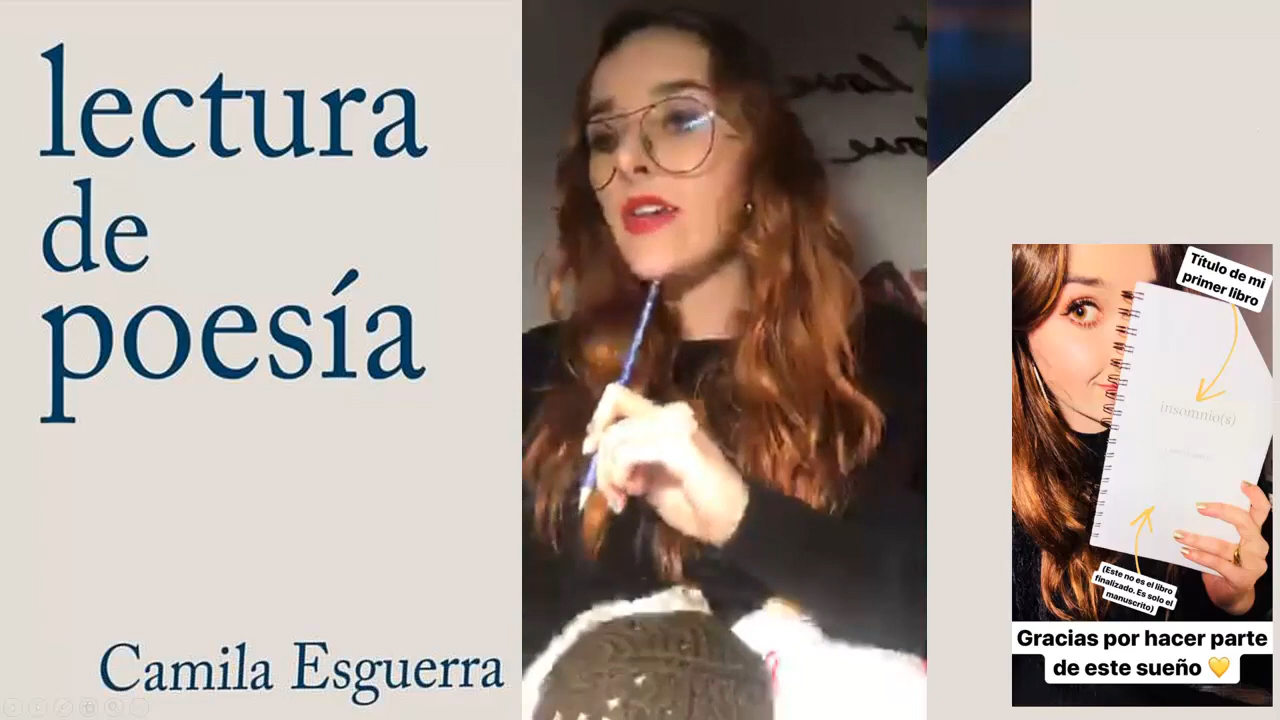 lectura
de
poesía
Camila Esguerra
love
Título de mi
primer libro
insomnio(s)
(Este no es el libro
finalizado. Es solo el
manuscrito)
Gracias por hacer parte
de este sueño 💛